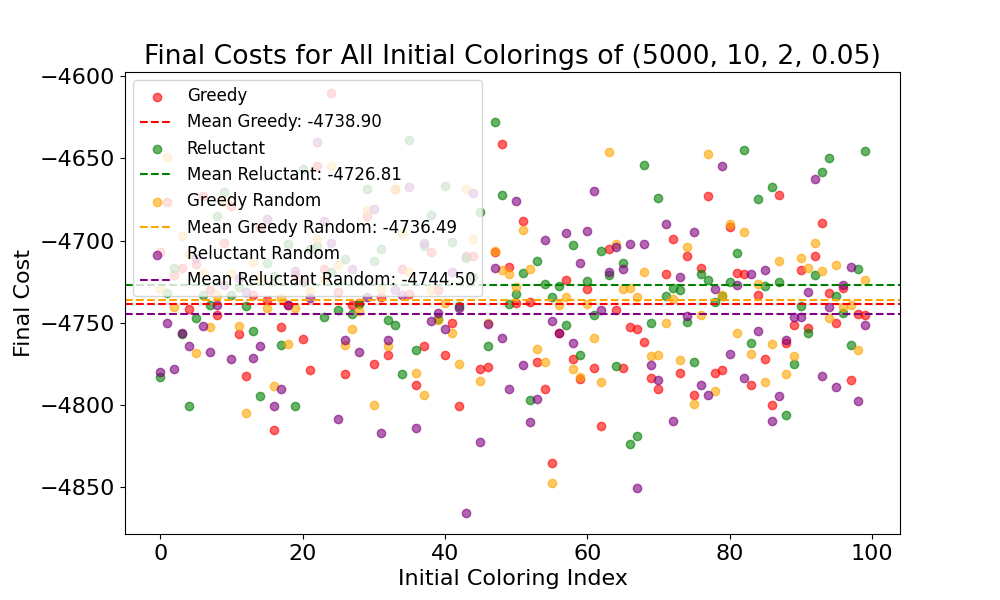 Final Costs for All Initial Colorings of (5000, 10, 2, 0.05)
Final Cost
−4600
−4650
−4700
−4750
−4800
−4850
Greedy
Mean Greedy: -4738.90
Reluctant
Mean Reluctant: -4726.81
Greedy Random
Mean Greedy Random: -4736.49
Reluctant Random
Mean Reluctant Random: -4744.50
0 20 40 60 80 100
Initial Coloring Index